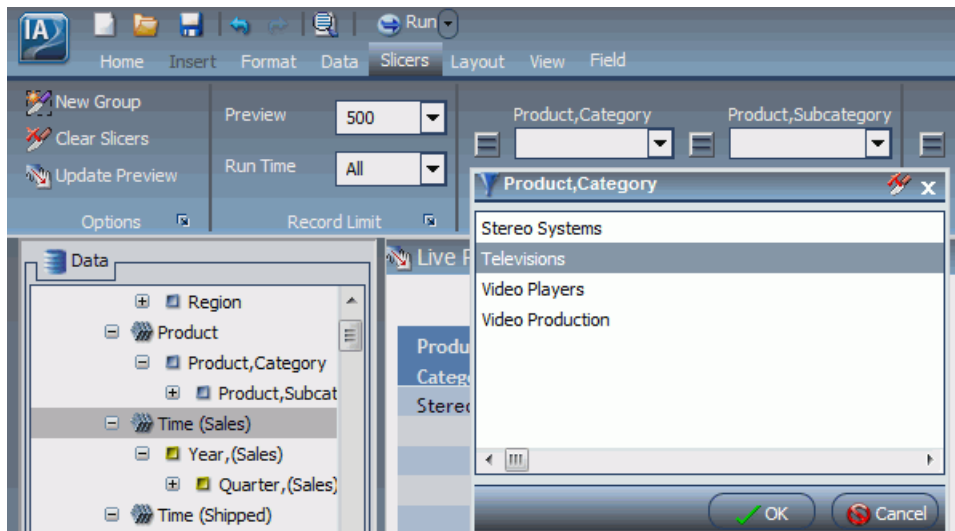 IA
Run
Home Insert Format Data Slicers Layout View Field
New Group
Clear Slicers
Update Preview
Options
Preview 500
Run Time All
Record Limit
Product,Category
Product,Subcategory
Product,Category
Stereo Systems
Televisions
Video Players
Video Production
OK Cancel
Data
Region
Product
Product,Category
Product,Subcat
Time (Sales)
Year,(Sales)
Quarter,(Sales)
Time (Shipped)
Live
Produ
Catego
Stereo